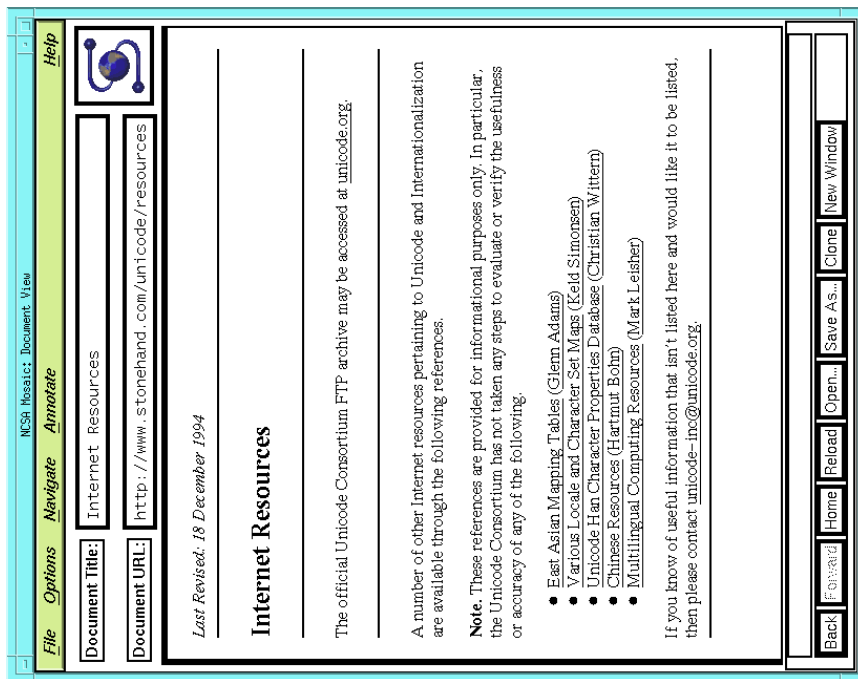 NCSA Mosaic: Document View
File Options Navigate Annotate Help
Document Title: Internet Resources
Document URL: http://www.stonehand.com/unicode/resources
Last Revised: 18 December 1994
Internet Resources
The official Unicode Consortium FTP archive may be accessed at unicode.org.
A number of other Internet resources pertaining to Unicode and Internationalization
are available through the following references.
Note. These references are provided for informational purposes only. In particular,
the Unicode Consortium has not taken any steps to evaluate or verify the usefulness
or accuracy of any of the following.
● East Asian Mapping Tables (Glenn Adams)
● Various Locale and Character Set Maps (Keld Simonsen)
● Unicode Han Character Properties Database (Christian Wittern)
● Chinese Resources (Hartmut Bohn)
● Multilingual Computing Resources (Mark Leisher)
If you know of useful information that isn't listed here and would like it to be listed,
then please contact unicode-inc@unicode.org.
Back Forward Home Reload Open... Save As... Clone New Window